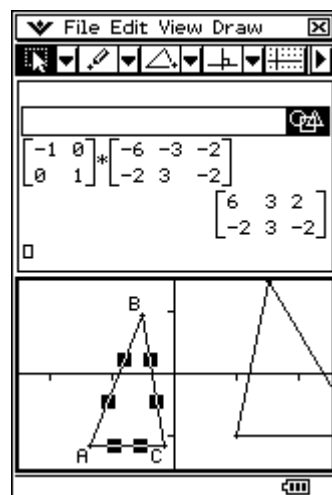 File Edit View Draw
[-1 0] * [-6 -3 -2]
[0 1] [-2 3 -2]
[6 3 2]
[-2 3 -2]
B
A C